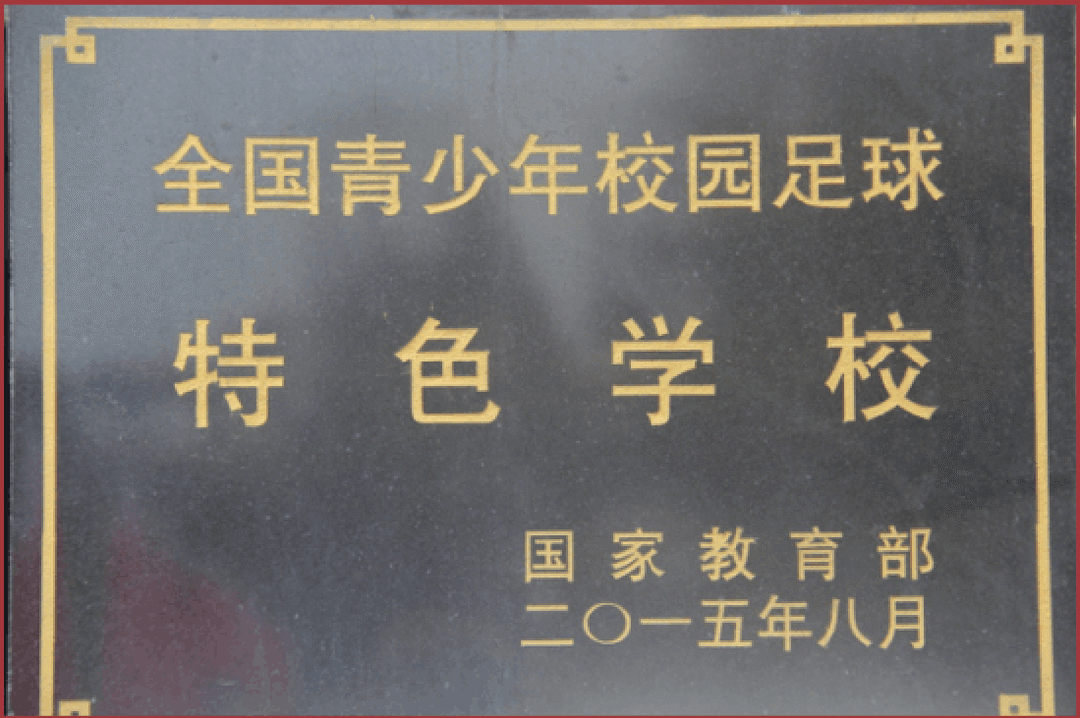 全国青少年校园足球
特色学校
国家教育部
二〇一五年八月